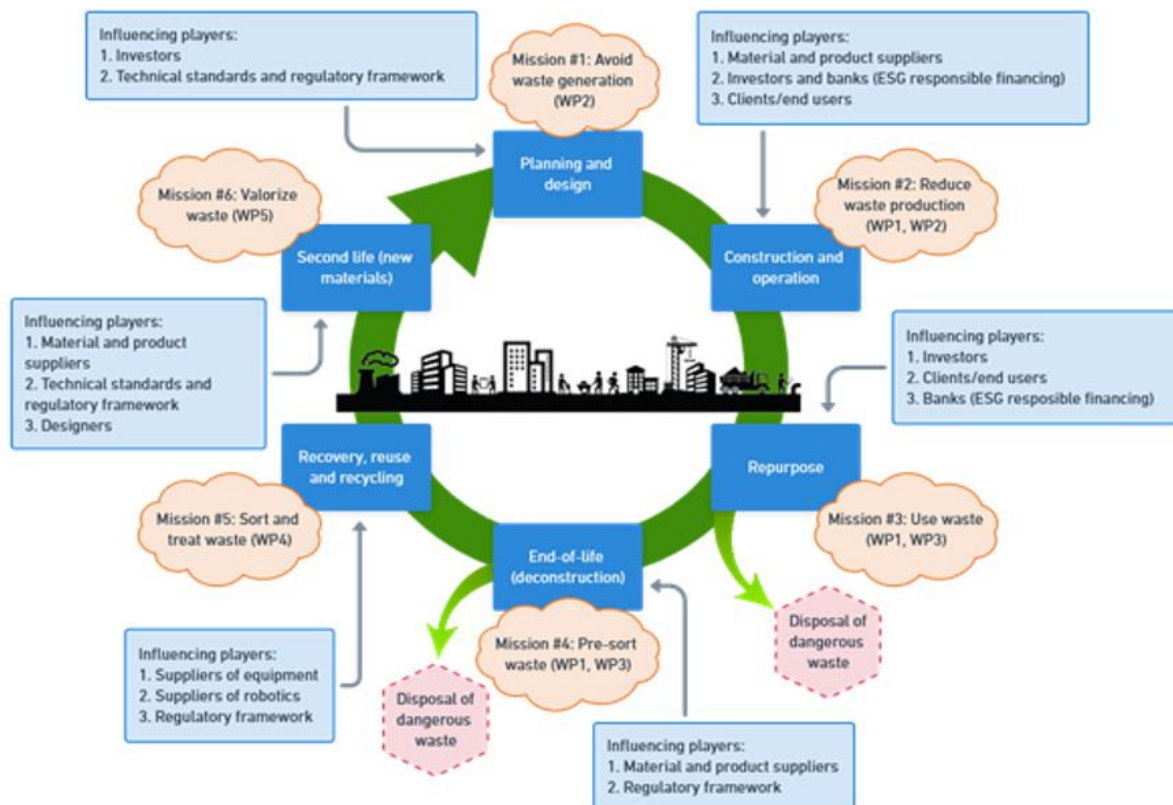 Influencing players:
1. Investors
2. Technical standards and regulatory framework
Mission #1: Avoid
waste generation
(WP2)
Influencing players:
1. Material and product suppliers
2. Investors and banks (ESG responsible financing)
3. Clients/end users
Planning and
design
Mission #6: Valorize
waste (WP5)
Mission #2: Reduce
waste production
(WP1, WP2)
Second life (new
materials)
Construction and
operation
Influencing players:
1. Material and product
suppliers
2. Technical standards and
regulatory framework
3. Designers
Influencing players:
1. Investors
2. Clients/end users
3. Banks (ESG resposible financing)
Recovery, reuse
and recycling
Repurpose
Mission #5: Sort and
treat waste (WP4)
Mission #3: Use waste
(WP1, WP3)
End-of-life
(deconstruction)
Mission #4: Pre-sort
waste (WP1, WP3)
Disposal of
dangerous
waste
Influencing players:
1. Suppliers of equipment
2. Suppliers of robotics
3. Regulatory framework
Disposal of
dangerous
waste
Influencing players:
1. Material and product suppliers
2. Regulatory framework